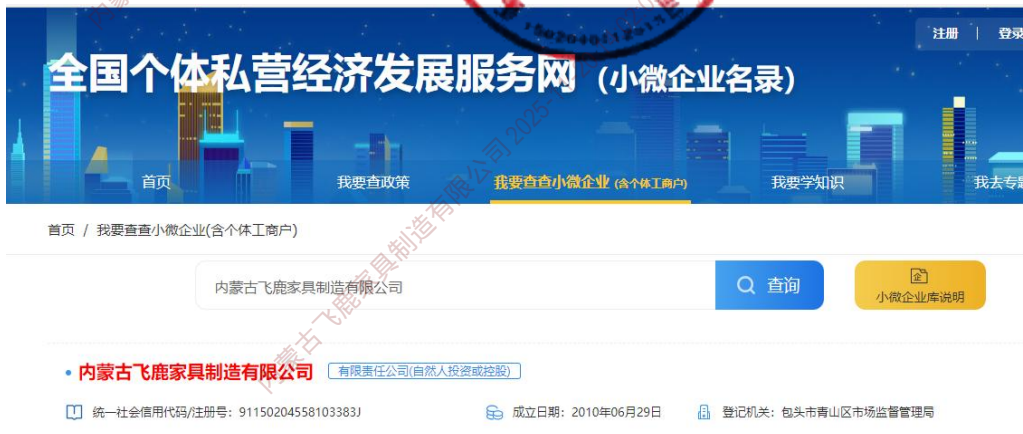 注册 | 登录
全国个体私营经济发展服务网（小微企业名录）
首页 我要查政策 我要查查小微企业 (含个体工商户) 我要学知识 我去专题
首页 / 我要查查小微企业(含个体工商户)
内蒙古飞鹿家具制造有限公司 查询 小微企业库说明
内蒙古飞鹿家具制造有限公司 有限责任公司(自然人投资或控股)
统一社会信用代码/注册号：91150204558103383J 成立日期：2010年06月29日 登记机关：包头市青山区市场监督管理局
内蒙古飞鹿家具制造有限公司 2025-